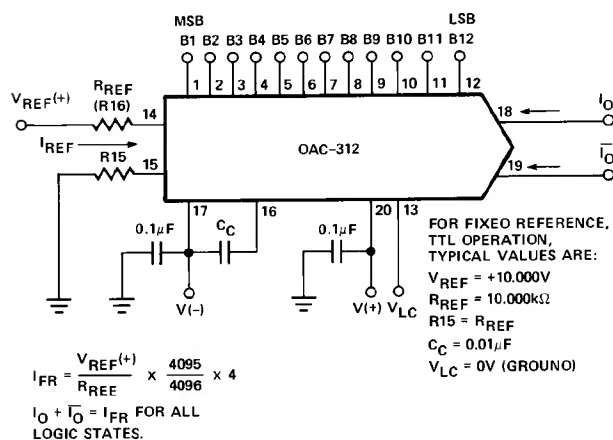 MSB LSB
B1 B2 B3 B4 B5 B6 B7 B8 B9 B10 B11 B12
1 2 3 4 5 6 7 8 9 10 11 12
VREF(+)
RREF
(R16)
14
IREF
R15
15
OAC-312
18
IO
19
IO
17
16
20
13
0.1μF
CC
0.1μF
V(-)
V(+)
VLC
FOR FIXEO REFERENCE,
TTL OPERATION,
TYPICAL VALUES ARE:
VREF = +10.000V
RREF = 10.000kΩ
R15 = RREF
CC = 0.01μF
VLC = 0V (GROUNO)
IFR = VREF(+) / RREE × 4095 / 4096 × 4
IO + IO = IFR FOR ALL
LOGIC STATES.